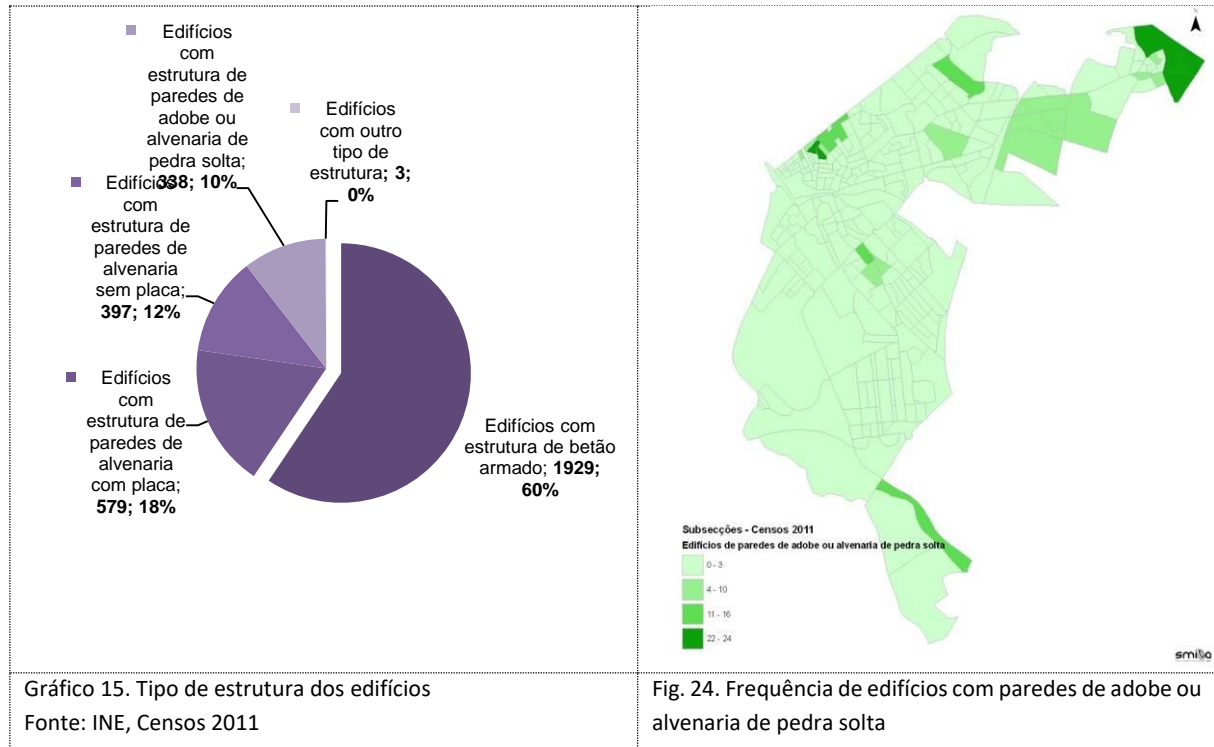 Edifícios
com
estrutura de
paredes de
adobe ou
alvenaria de
pedra solta;
338; 10%
Edifícios
com outro
tipo de
estrutura; 3;
0%
Edifícios
com
estrutura de
paredes de
alvenaria
sem placa;
397; 12%
Edifícios
com
estrutura de
paredes de
alvenaria
com placa;
579; 18%
Edifícios com
estrutura de betão
armado; 1929;
60%
Gráfico 15. Tipo de estrutura dos edifícios
Fonte: INE, Censos 2011
N
Subsecções - Censos 2011
Edifícios de paredes de adobe ou alvenaria de pedra solta
0 - 3
4 - 10
11 - 16
22 - 24
Fig. 24. Frequência de edifícios com paredes de adobe ou
alvenaria de pedra solta